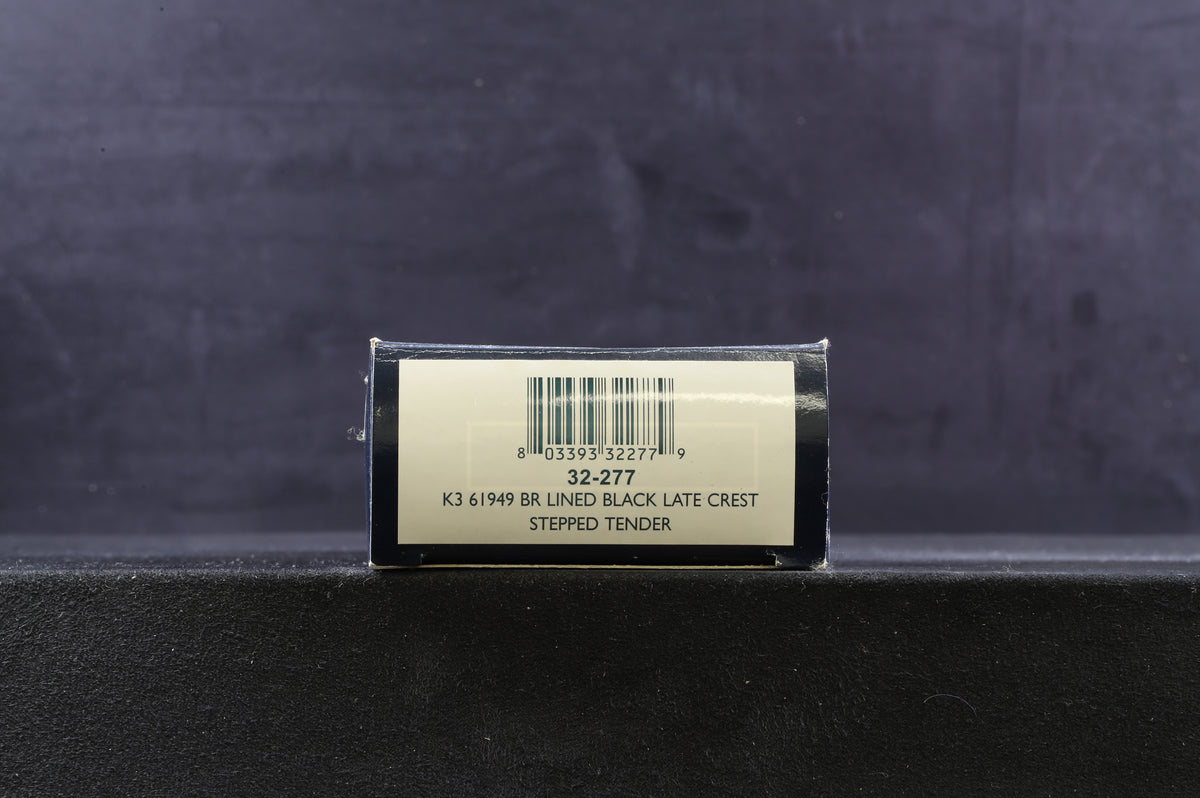 8 03393 32277 9
32-277
K3 61949 BR LINED BLACK LATE CREST
STEPPED TENDER